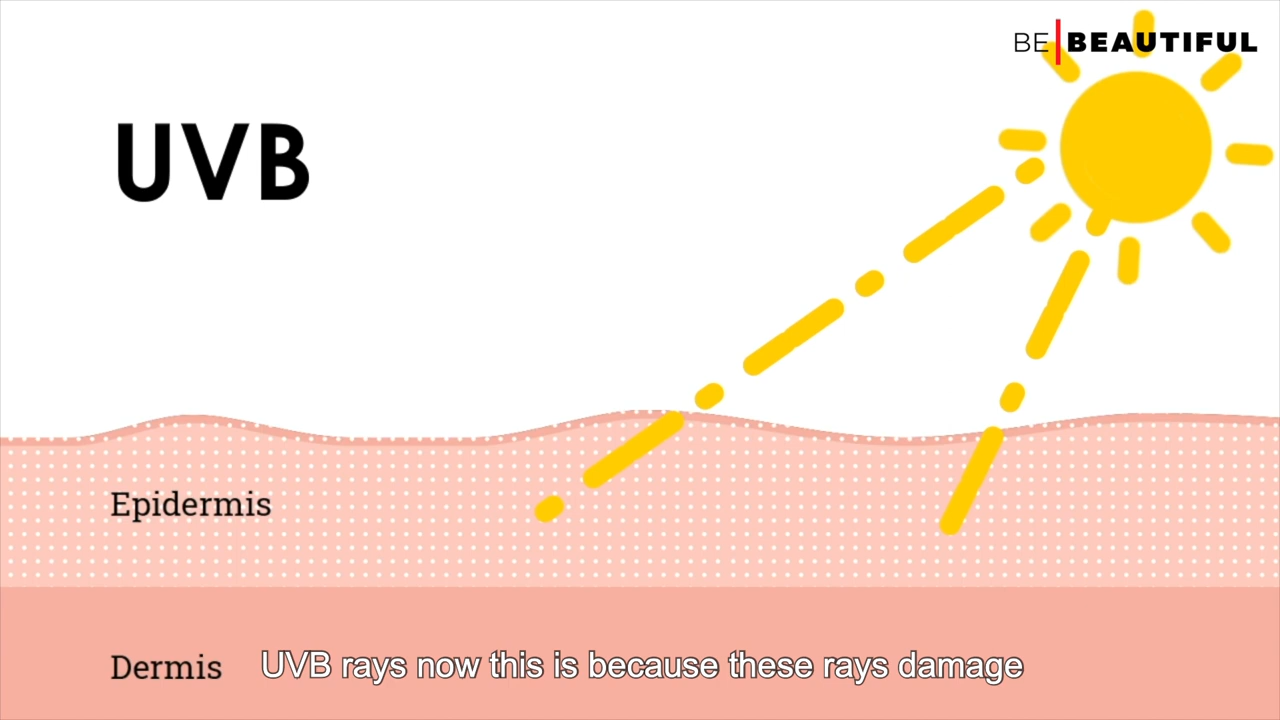 BE BEAUTIFUL
UVB
Epidermis
Dermis
UVB rays now this is because these rays damage